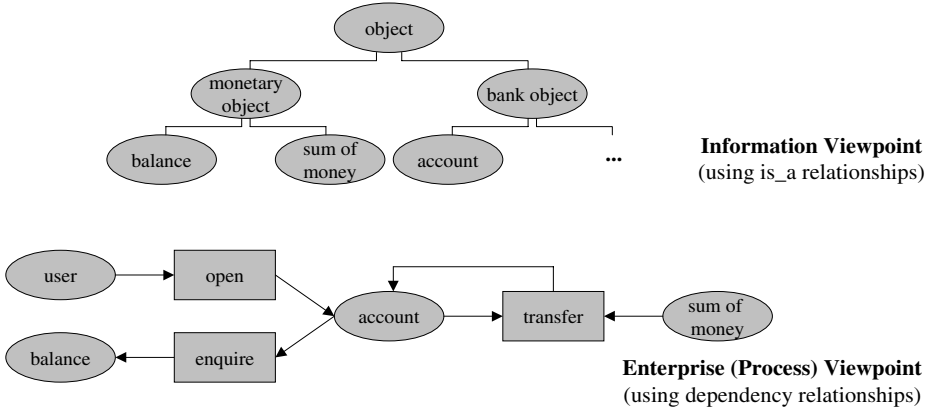 object
monetary
object
bank object
balance
sum of
money
account
...
Information Viewpoint
(using is_a relationships)
user
open
account
transfer
sum of
money
balance
enquire
Enterprise (Process) Viewpoint
(using dependency relationships)